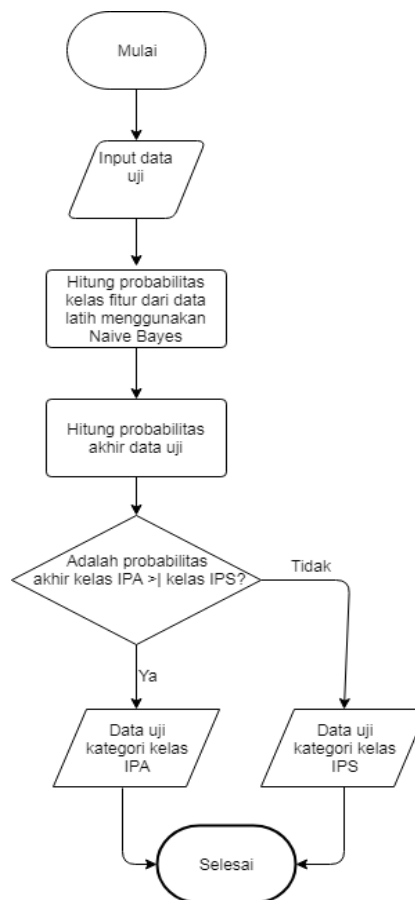 Mulai
Input data
uji
Hitung probabilitas
kelas fitur dari data
latih menggunakan
Naive Bayes
Hitung probabilitas
akhir data uji
Adalah probabilitas
akhir kelas IPA >| kelas IPS?
Tidak
Ya
Data uji
kategori kelas
IPA
Data uji
kategori kelas
IPS
Selesai